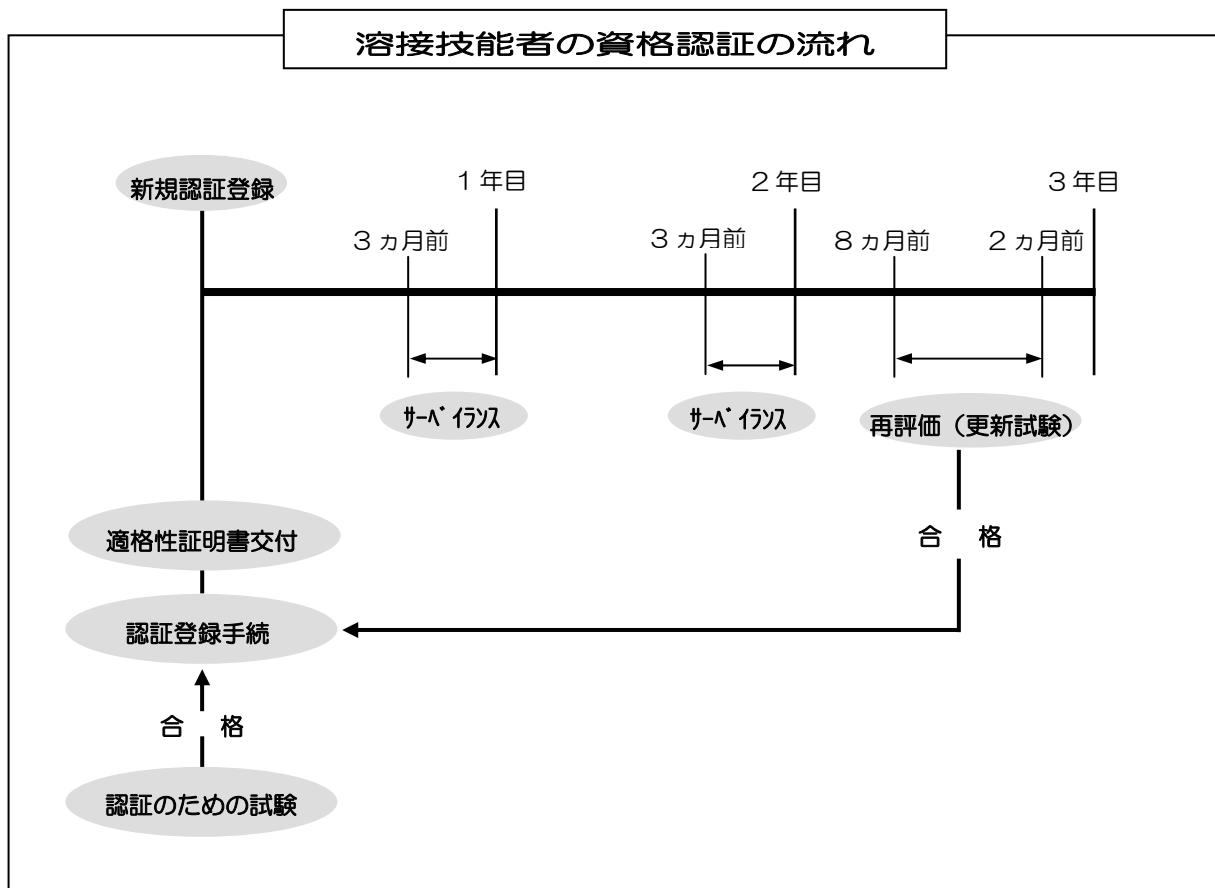 溶接技能者の資格認証の流れ
新規認証登録
1年目
2年目
3年目
3ヵ月前
3ヵ月前
8ヵ月前
2ヵ月前
ｻｰﾍﾞｲﾗﾝｽ
ｻｰﾍﾞｲﾗﾝｽ
再評価（更新試験）
適格性証明書交付
合 格
認証登録手続
合 格
認証のための試験